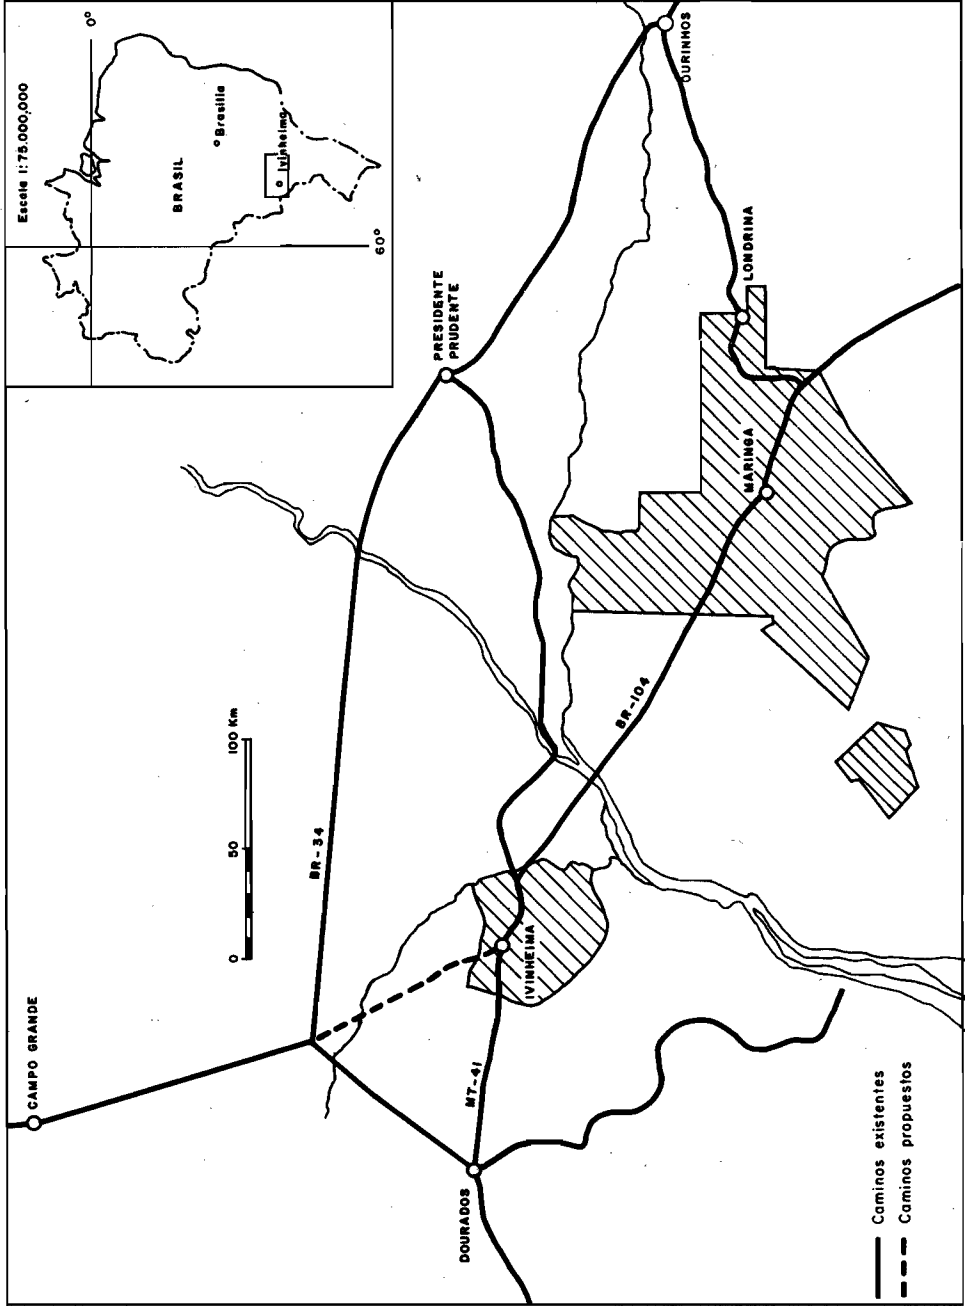 Escala 1:75.000,000
0°
BRASIL
Brasilia
Ivinheima
60°
CAMPO GRANDE
BR-34
0 50 100 Km
PRESIDENTE
PRUDENTE
OURINHOS
DOURADOS
MT-41
IVINHEIMA
BR-104
MARINGA
LONDRINA
Caminos existentes
Caminos propuestos